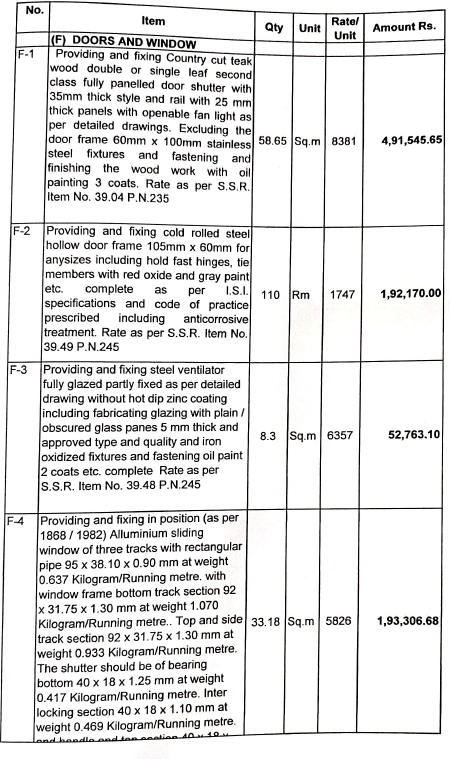 No. Item Qty Unit Rate/ Unit Amount Rs.
(F) DOORS AND WINDOW
F-1 Providing and fixing Country cut teak
wood double or single leaf second
class fully panelled door shutter with
35mm thick style and rail with 25 mm
thick panels with openable fan light as
per detailed drawings. Excluding the
door frame 60mm x 100mm stainless 58.65 Sq.m 8381 4,91,545.65
steel fixtures and fastening and
finishing the wood work with oil
painting 3 coats. Rate as per S.S.R.
Item No. 39.04 P.N.235
F-2 Providing and fixing cold rolled steel
hollow door frame 105mm x 60mm for
anysizes including hold fast hinges, tie
members with red oxide and gray paint
etc. complete as per I.S.I. 110 Rm 1747 1,92,170.00
specifications and code of practice
prescribed including anticorrosive
treatment. Rate as per S.S.R. Item No.
39.49 P.N.245
F-3 Providing and fixing steel ventilator
fully glazed partly fixed as per detailed
drawing without hot dip zinc coating
including fabricating glazing with plain /
obscured glass panes 5 mm thick and 8.3 Sq.m 6357 52,763.10
approved type and quality and iron
oxidized fixtures and fastening oil paint
2 coats etc. complete Rate as per
S.S.R. Item No. 39.48 P.N.245
F-4 Providing and fixing in position (as per
1868 / 1982) Alluminium sliding
window of three tracks with rectangular
pipe 95 x 38.10 x 0.90 mm at weight
0.637 Kilogram/Running metre. with
window frame bottom track section 92
x 31.75 x 1.30 mm at weight 1.070
Kilogram/Running metre.. Top and side 33.18 Sq.m 5826 1,93,306.68
track section 92 x 31.75 x 1.30 mm at
weight 0.933 Kilogram/Running metre.
The shutter should be of bearing
bottom 40 x 18 x 1.25 mm at weight
0.417 Kilogram/Running metre. Inter
locking section 40 x 18 x 1.10 mm at
weight 0.469 Kilogram/Running metre.
and handle and top section 40 x 18 x